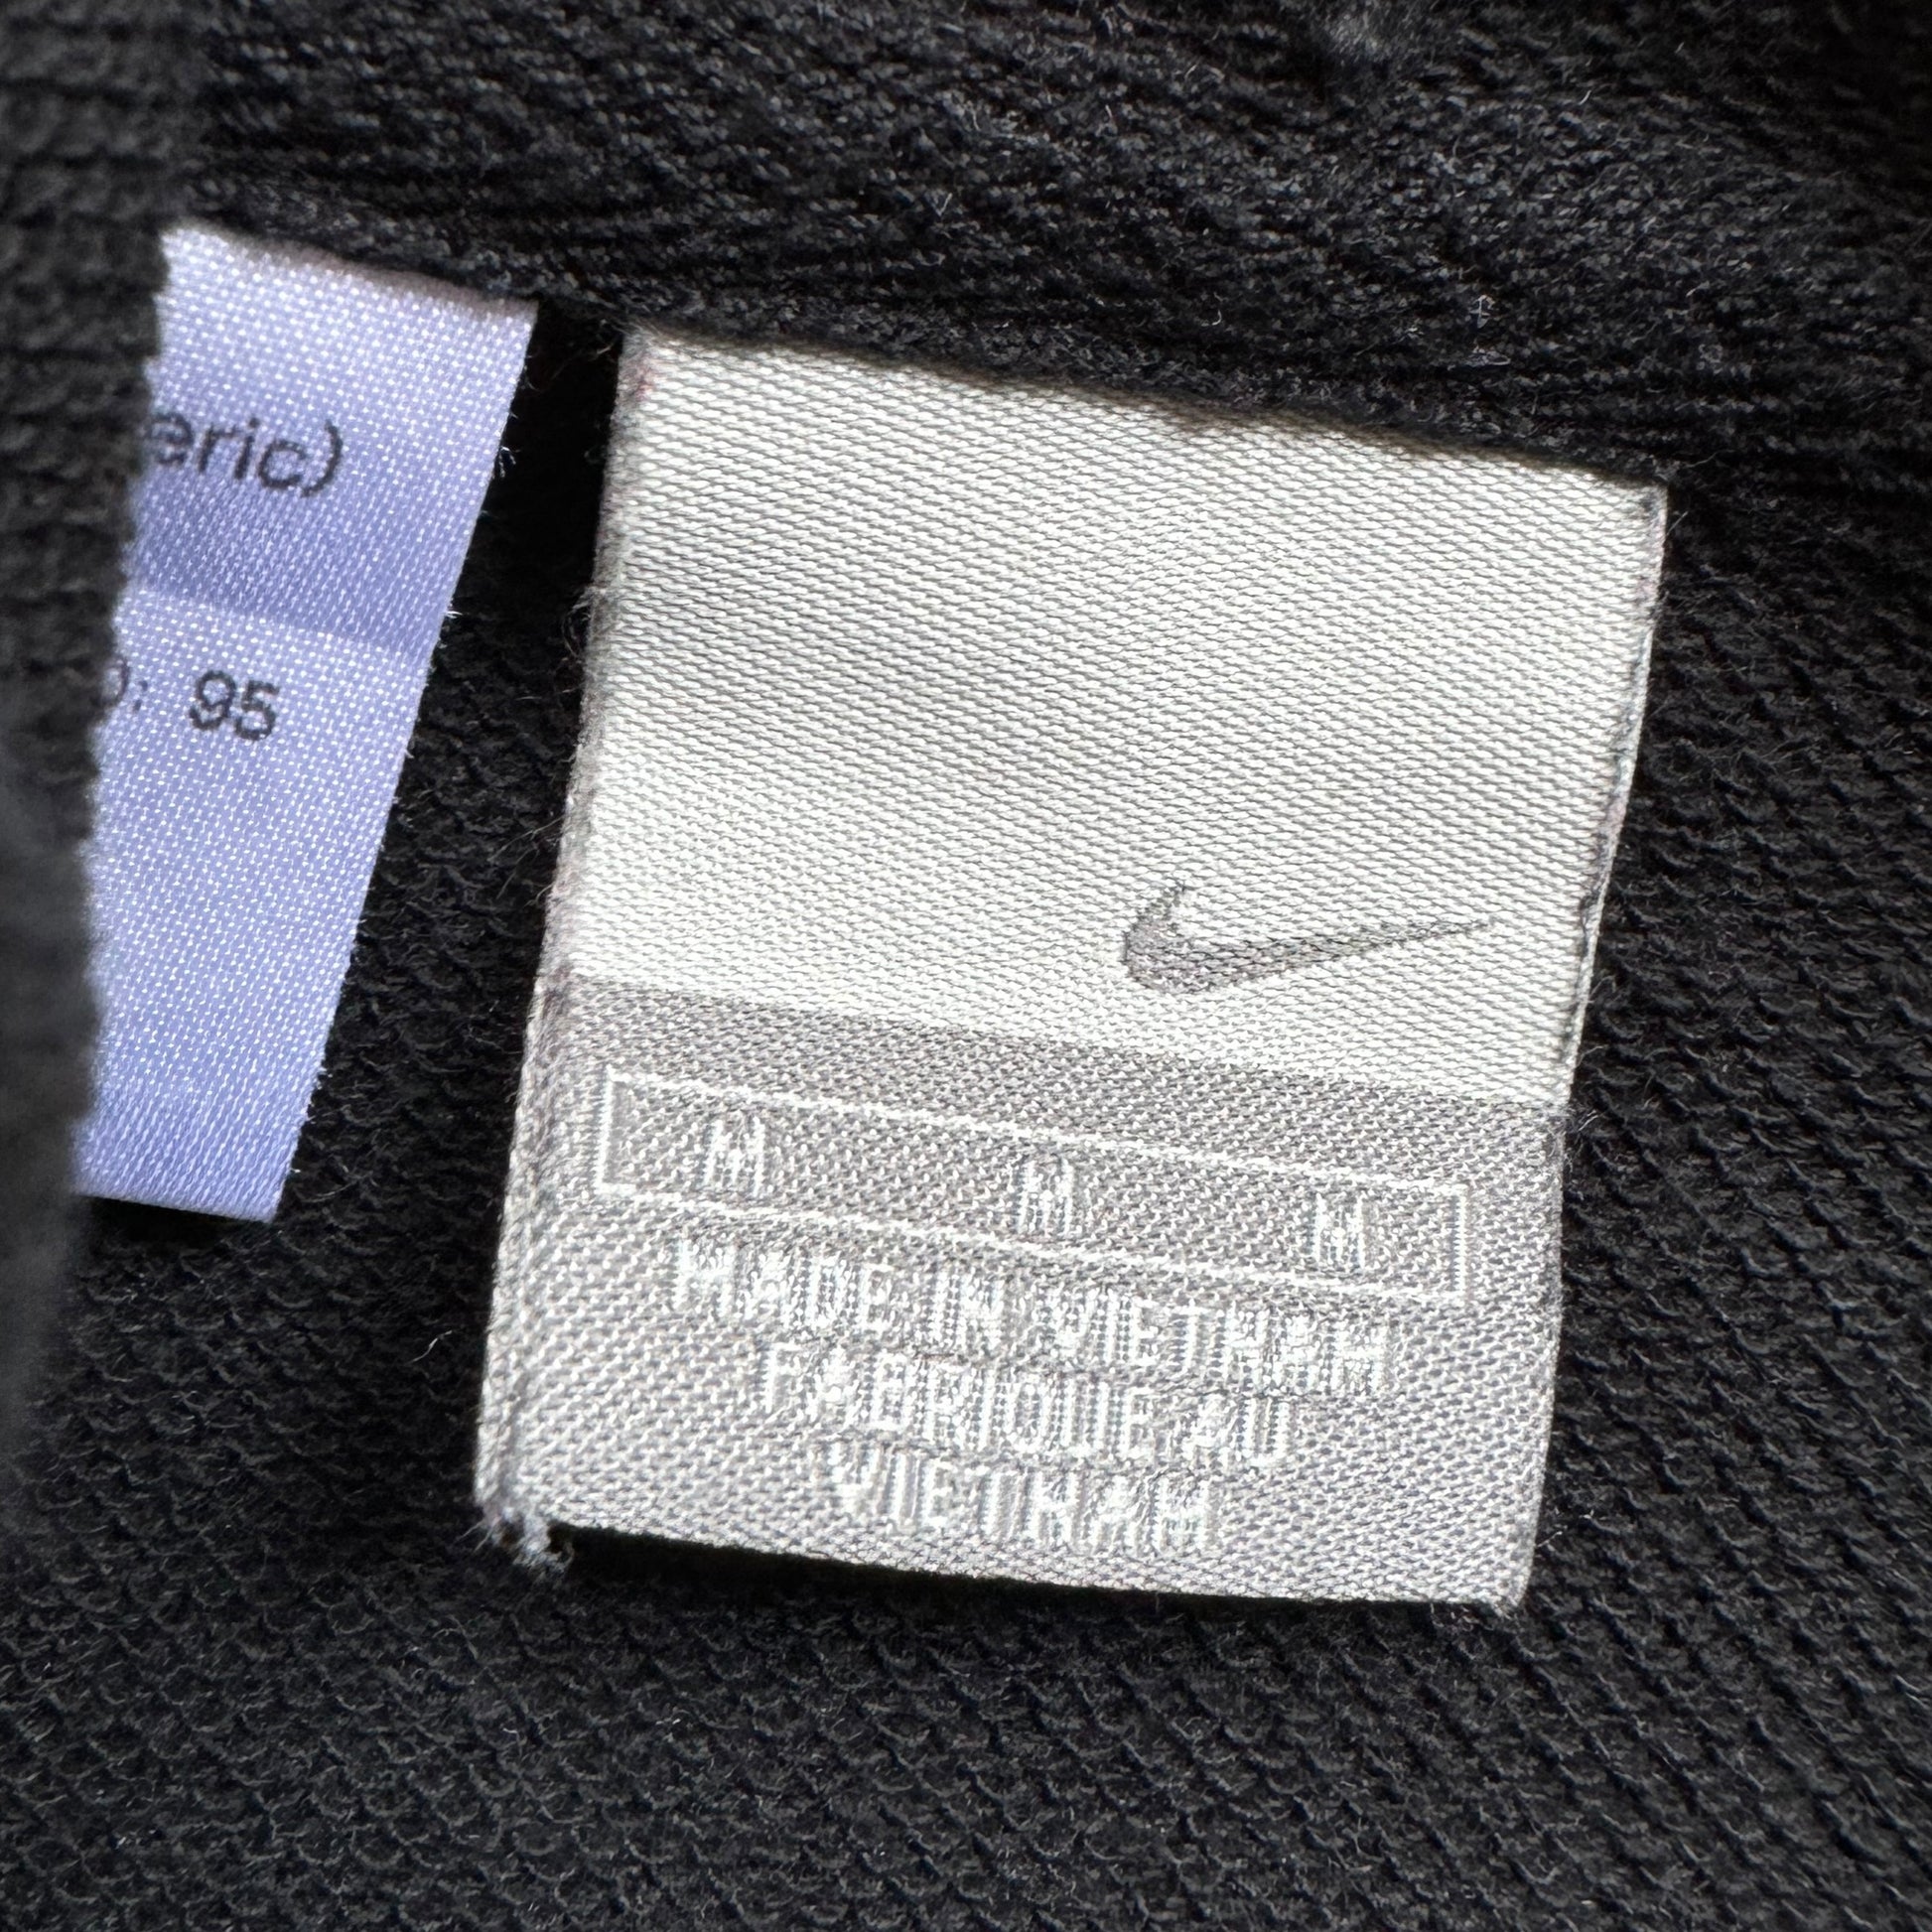 eric)
: 95
M M M
MADE IN VIETNAM
FABRIQUE AU
VIETNAM